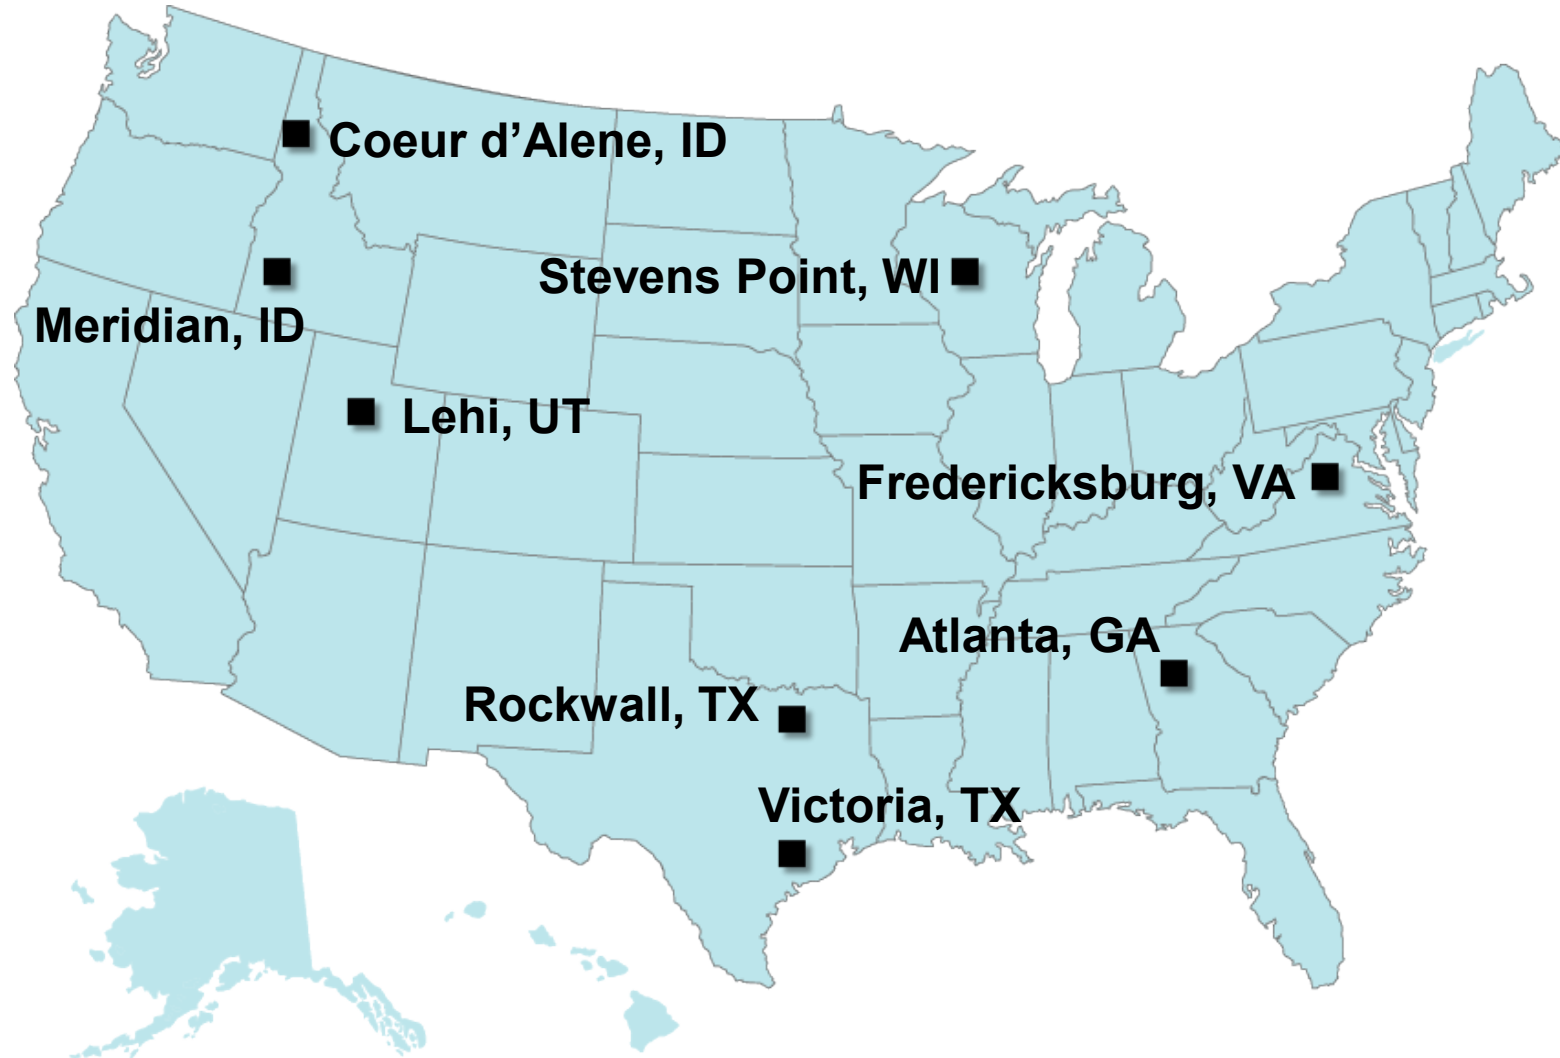 Coeur d’Alene, ID
Stevens Point, WI
Meridian, ID
Lehi, UT
Fredericksburg, VA
Atlanta, GA
Rockwall, TX
Victoria, TX